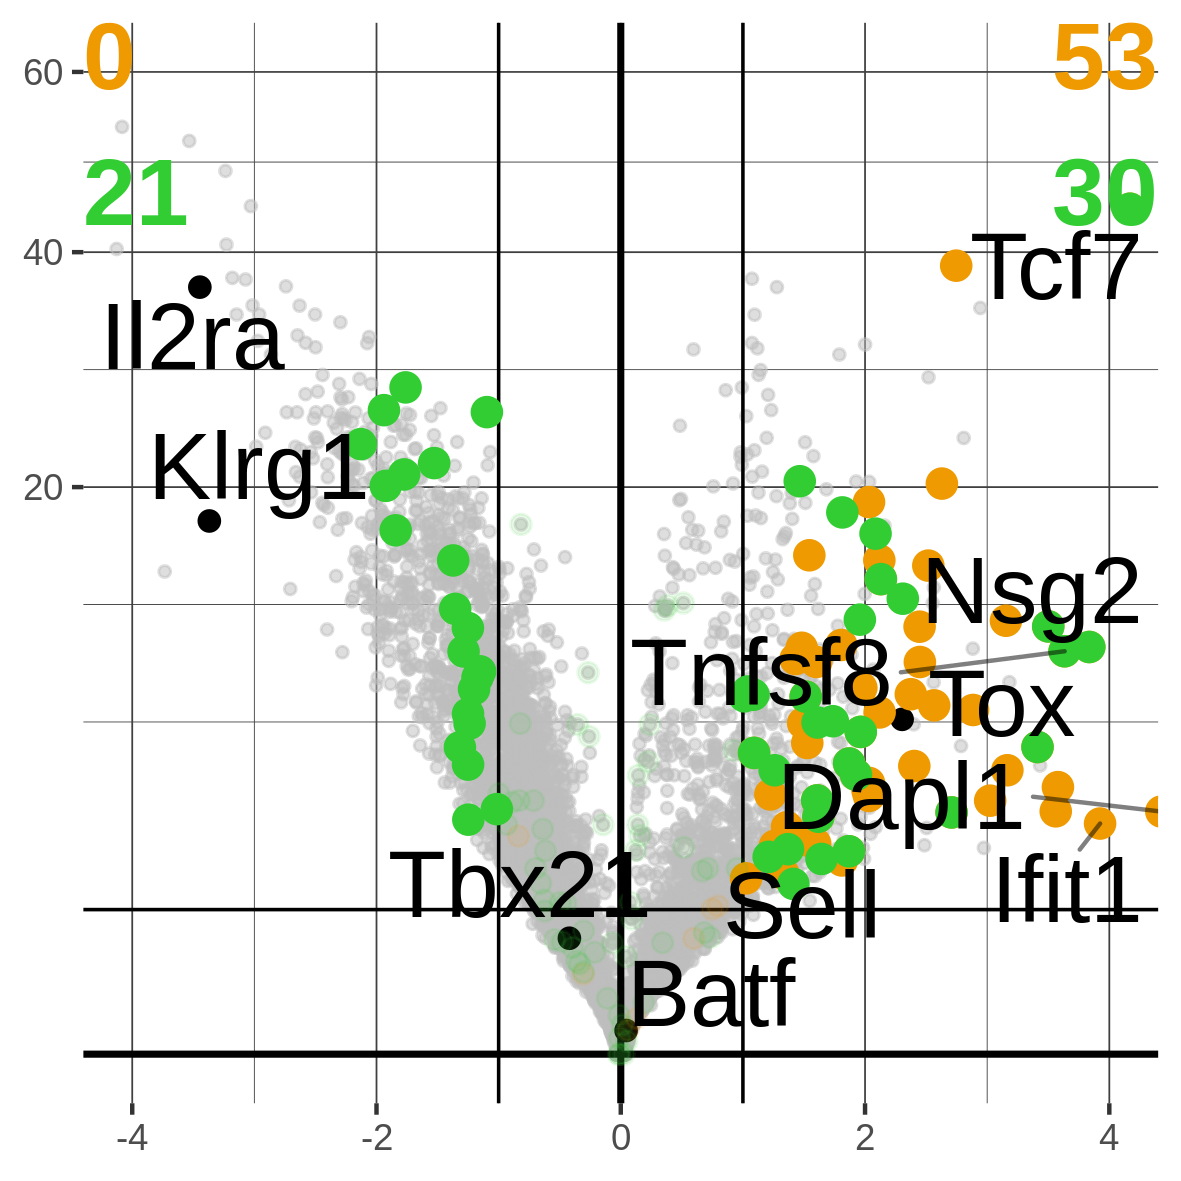 0 53
60
21 30
40
Tcf7
Il2ra
Klrg1
20
Nsg2
Tnfsf8
Tox
Dapl1
Tbx21
Sell
Ifit1
Batf
-4 -2 0 2 4